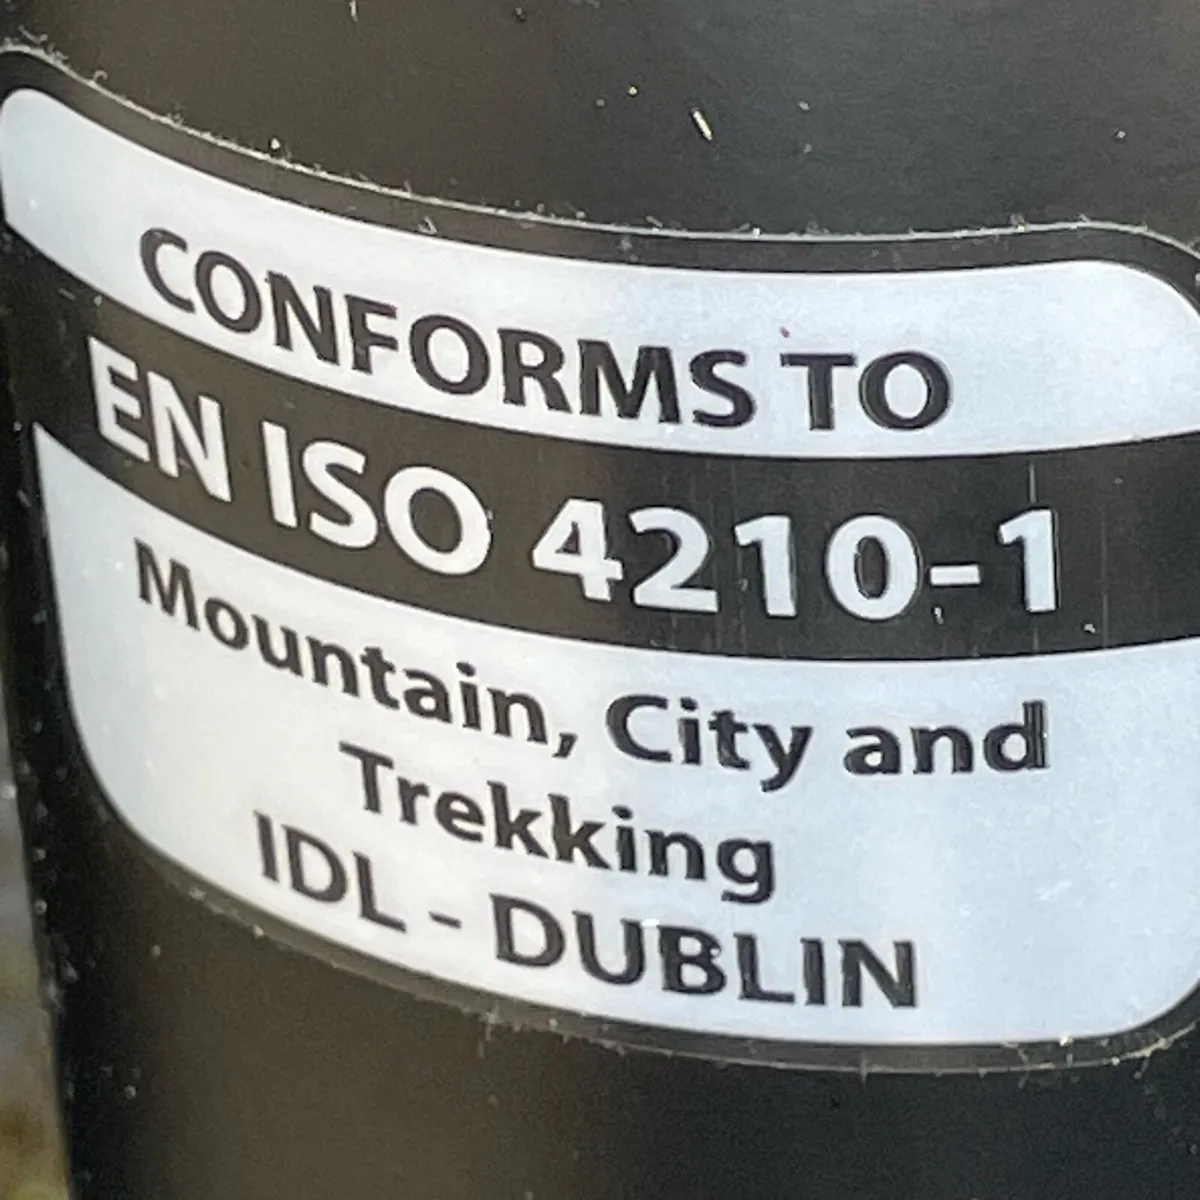 CONFORMS TO
EN ISO 4210-1
Mountain, City and
Trekking
IDL - DUBLIN